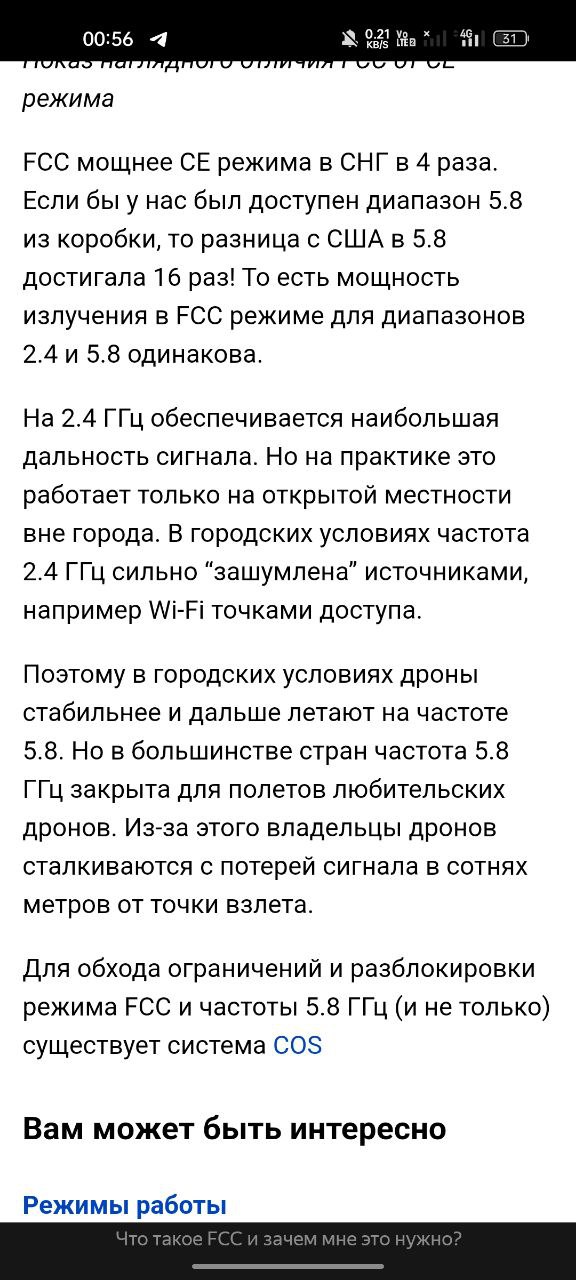 00:56
0.21
KB/S
Vo
LTE2
4G
31
Показ наглядного отличия FCC от CE
режима
FCC мощнее CE режима в СНГ в 4 раза.
Если бы у нас был доступен диапазон 5.8
из коробки, то разница с США в 5.8
достигала 16 раз! То есть мощность
излучения в FCC режиме для диапазонов
2.4 и 5.8 одинакова.
На 2.4 ГГц обеспечивается наибольшая
дальность сигнала. Но на практике это
работает только на открытой местности
вне города. В городских условиях частота
2.4 ГГц сильно “зашумлена” источниками,
например Wi-Fi точками доступа.
Поэтому в городских условиях дроны
стабильнее и дальше летают на частоте
5.8. Но в большинстве стран частота 5.8
ГГц закрыта для полетов любительских
дронов. Из-за этого владельцы дронов
сталкиваются с потерей сигнала в сотнях
метров от точки взлета.
Для обхода ограничений и разблокировки
режима FCC и частоты 5.8 ГГц (и не только)
существует система COS
Вам может быть интересно
Режимы работы
Что такое FCC и зачем мне это нужно?